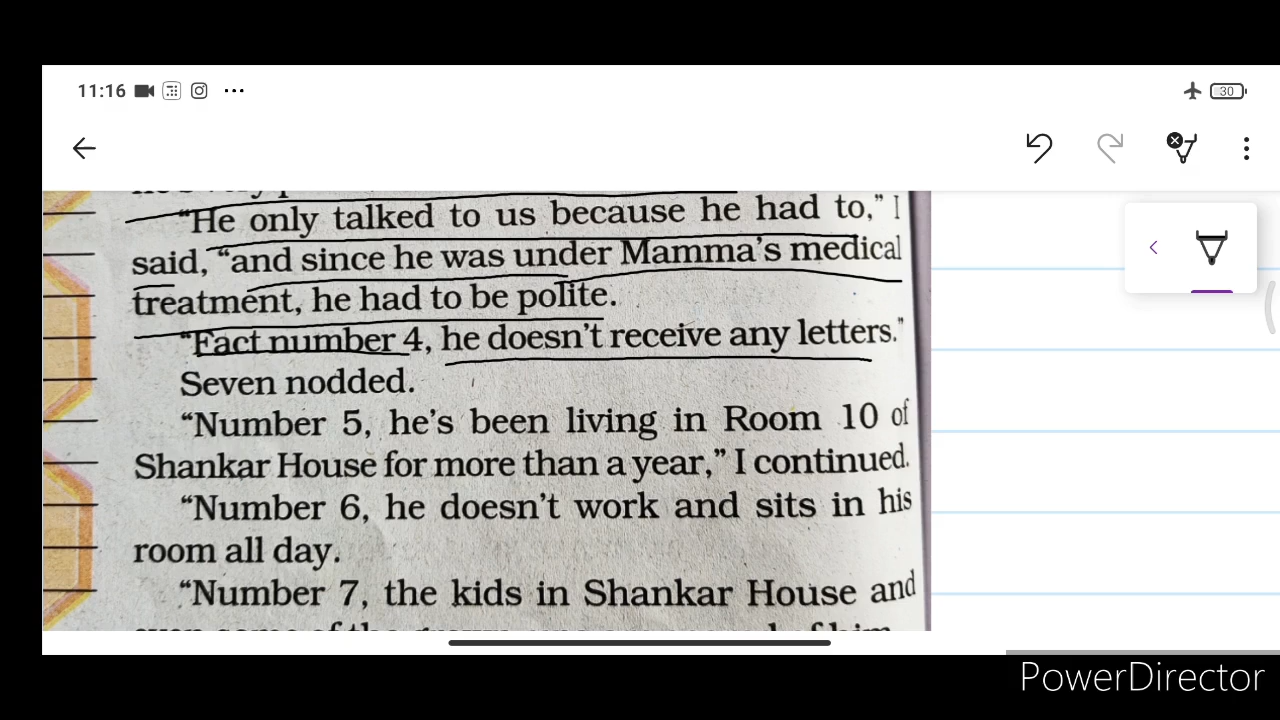 11:16
30
"He only talked to us because he had to," I
said, "and since he was under Mamma's medical
treatment, he had to be polite.
"Fact number 4, he doesn't receive any letters."
Seven nodded.
"Number 5, he's been living in Room 10 of
Shankar House for more than a year," I continued.
"Number 6, he doesn't work and sits in his
room all day.
"Number 7, the kids in Shankar House and
PowerDirector